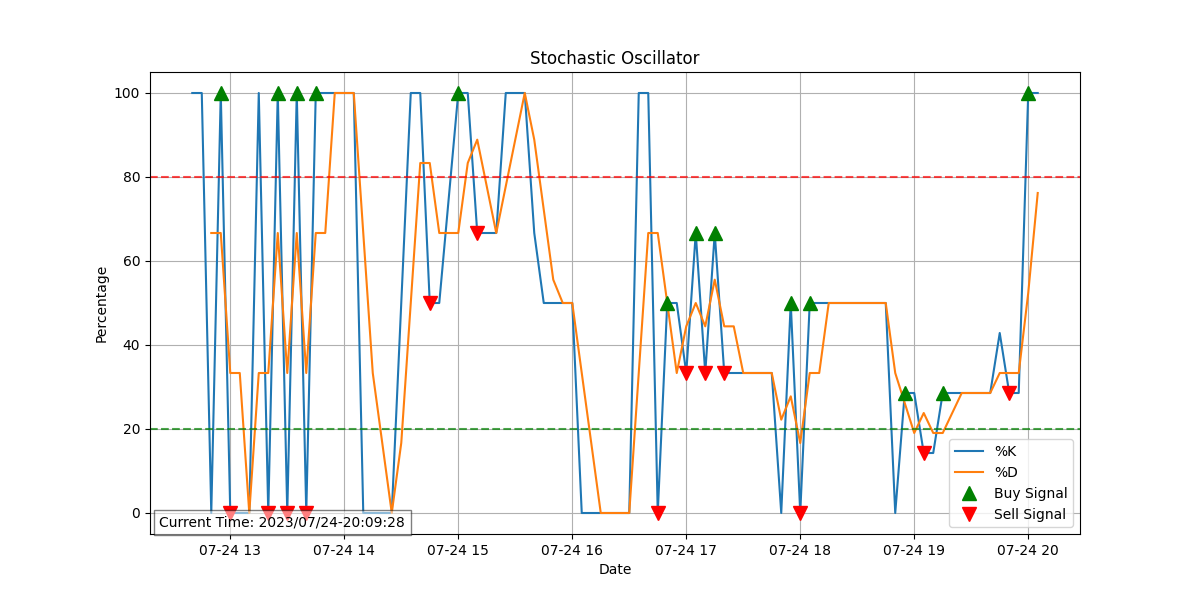 Stochastic Oscillator
Percentage
100
80
60
40
20
0
%K
%D
Buy Signal
Sell Signal
Current Time: 2023/07/24-20:09:28
07-24 13 07-24 14 07-24 15 07-24 16 07-24 17 07-24 18 07-24 19 07-24 20
Date